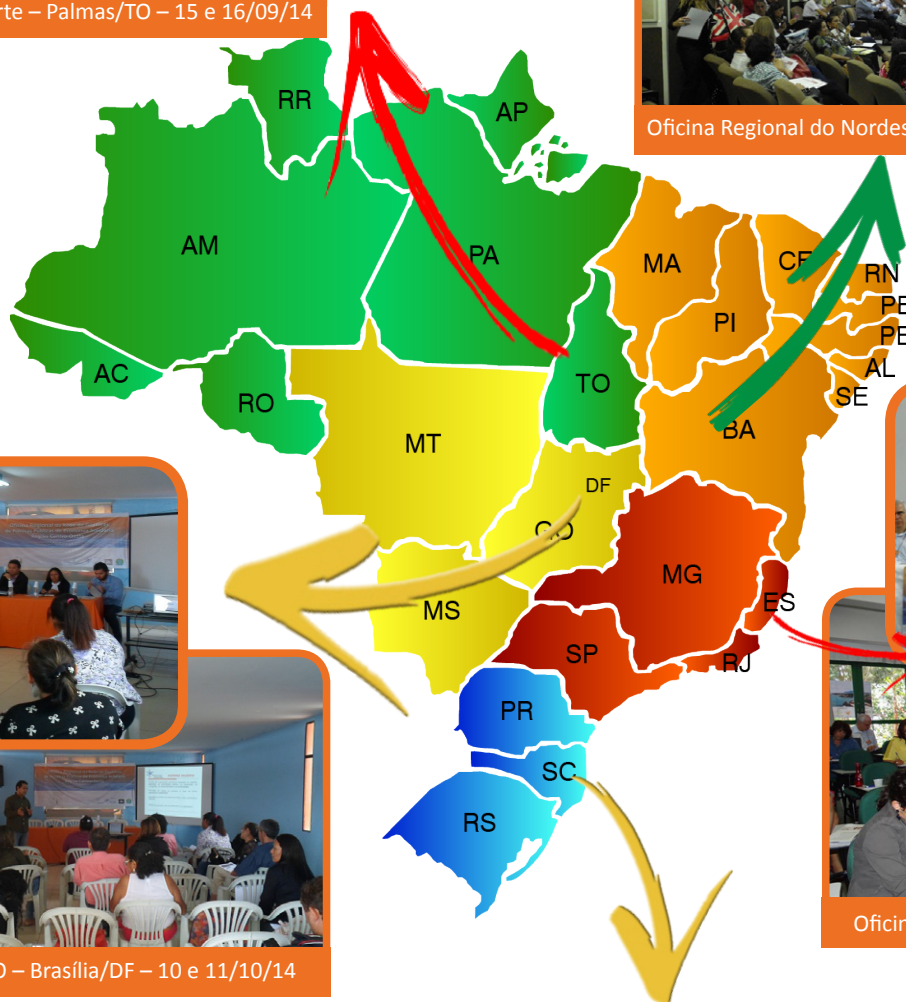 rte – Palmas/TO – 15 e 16/09/14
Oficina Regional do Nordes
RR
AP
AM
PA
MA
CE
RN
PI
PE
PE
AC
TO
AL
RO
SE
MT
BA
DF
GO
MG
MS
ES
SP
RJ
PR
SC
RS
O – Brasília/DF – 10 e 11/10/14
Oficin